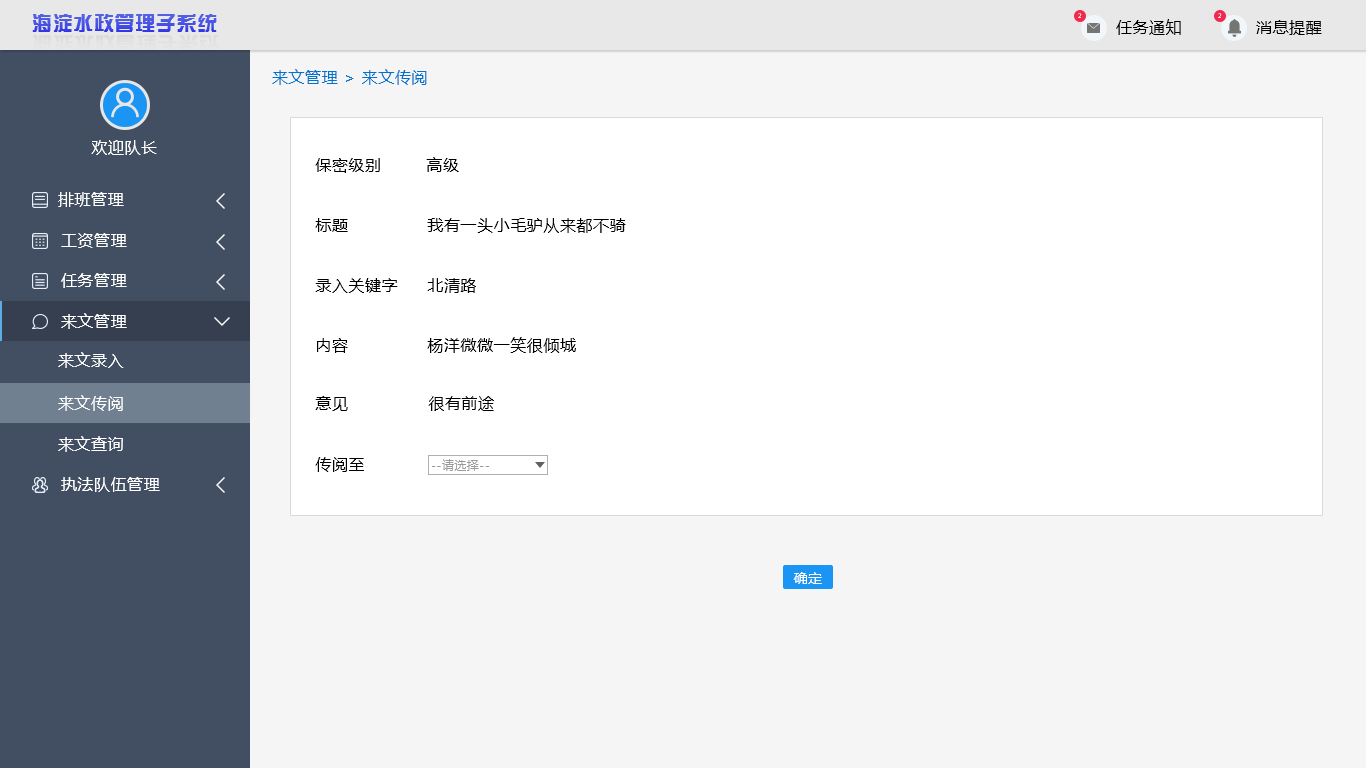 海淀水政管理子系统
2 任务通知
2 消息提醒
欢迎队长
排班管理
工资管理
任务管理
来文管理
来文录入
来文传阅
来文查询
执法队伍管理
来文管理 > 来文传阅
保密级别 高级
标题 我有一头小毛驴从来都不骑
录入关键字 北清路
内容 杨洋微微一笑很倾城
意见 很有前途
传阅至 --请选择--
确定